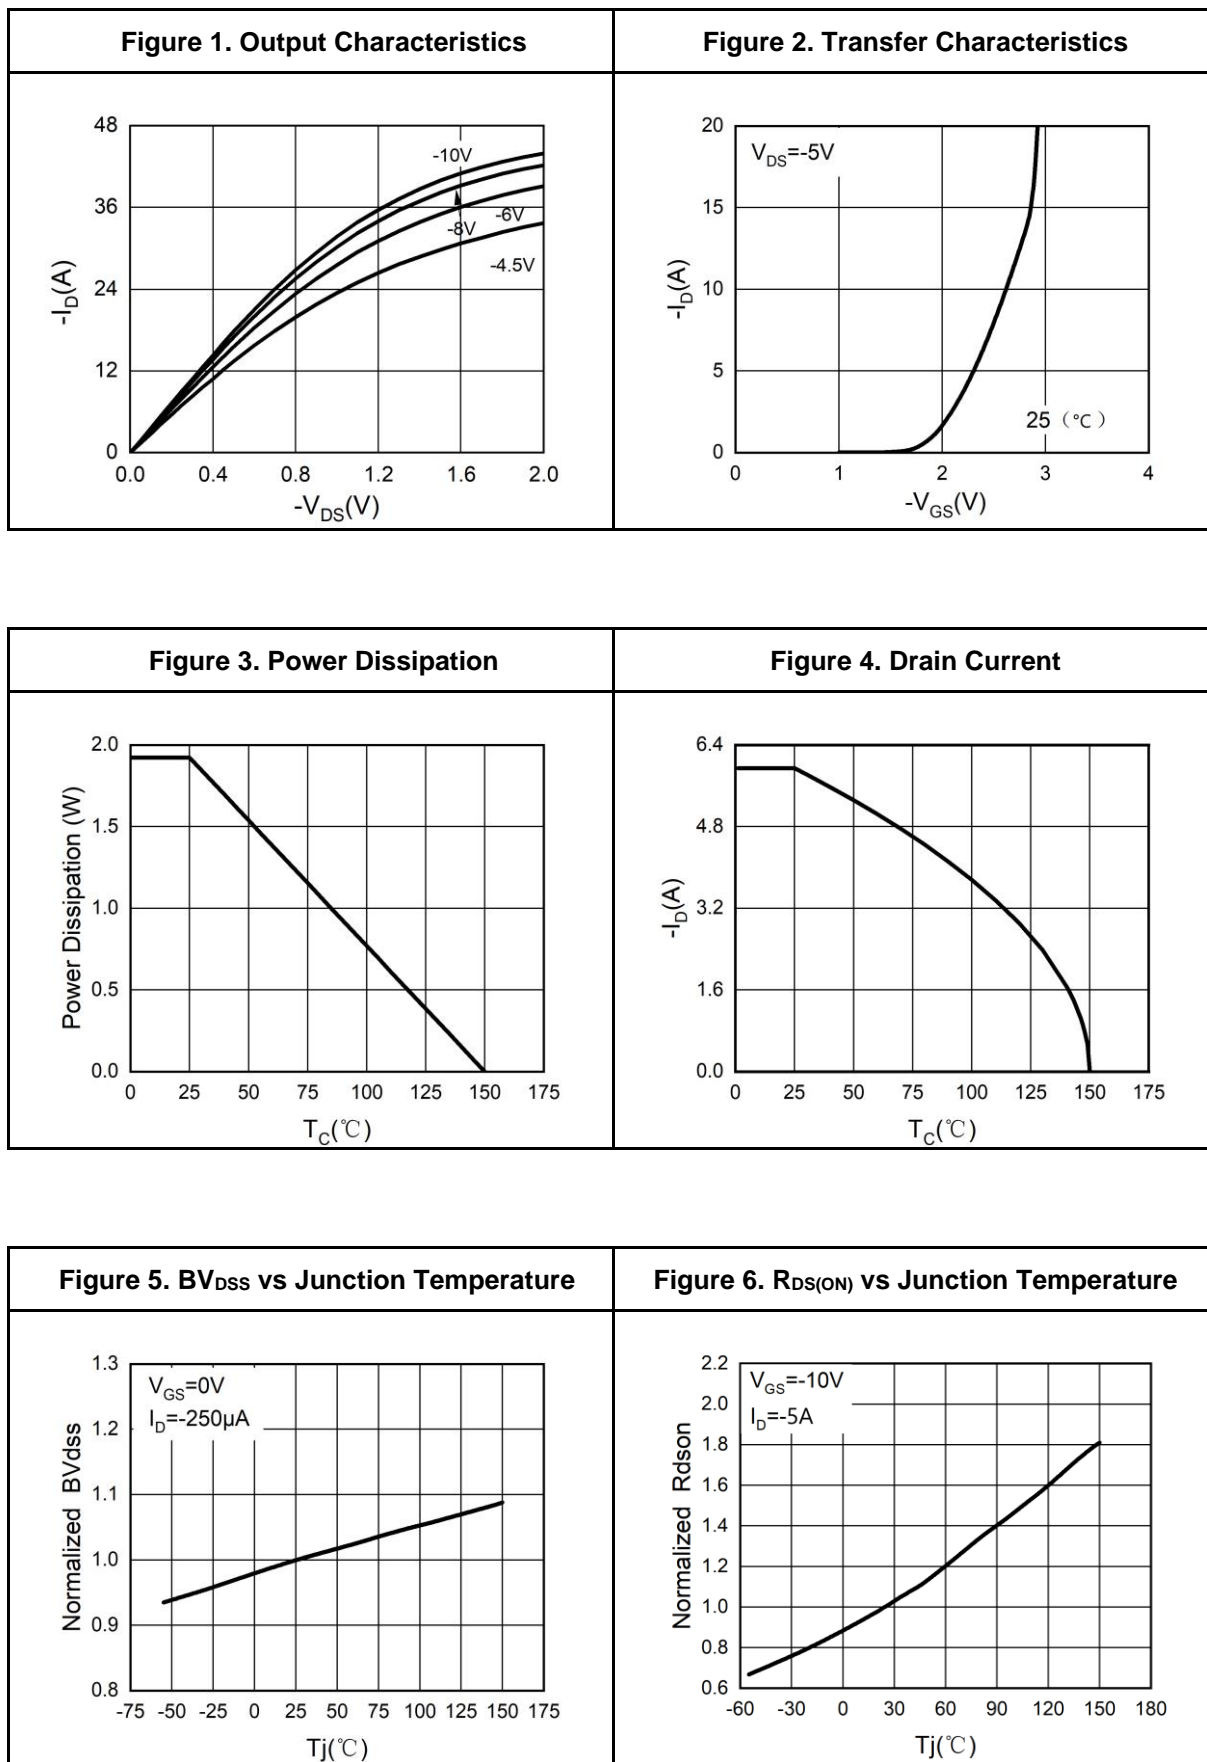 Figure 1. Output Characteristics
Figure 2. Transfer Characteristics
48
36
24
12
0
-I_D(A)
-10V
-6V
-8V
-4.5V
0.0 0.4 0.8 1.2 1.6 2.0
-V_DS(V)
20
15
10
5
0
-I_D(A)
V_DS=-5V
25（℃）
0 1 2 3 4
-V_GS(V)
Figure 3. Power Dissipation
Figure 4. Drain Current
2.0
1.5
1.0
0.5
0.0
Power Dissipation (W)
0 25 50 75 100 125 150 175
T_C(℃)
6.4
4.8
3.2
1.6
0.0
-I_D(A)
0 25 50 75 100 125 150 175
T_C(℃)
Figure 5. BV_DSS vs Junction Temperature
Figure 6. R_DS(ON) vs Junction Temperature
1.3
1.2
1.1
1.0
0.9
0.8
Normalized BVdss
V_GS=0V
I_D=-250μA
-75 -50 -25 0 25 50 75 100 125 150 175
Tj(℃)
2.2
2.0
1.8
1.6
1.4
1.2
1.0
0.8
0.6
Normalized Rdson
V_GS=-10V
I_D=-5A
-60 -30 0 30 60 90 120 150 180
Tj(℃)